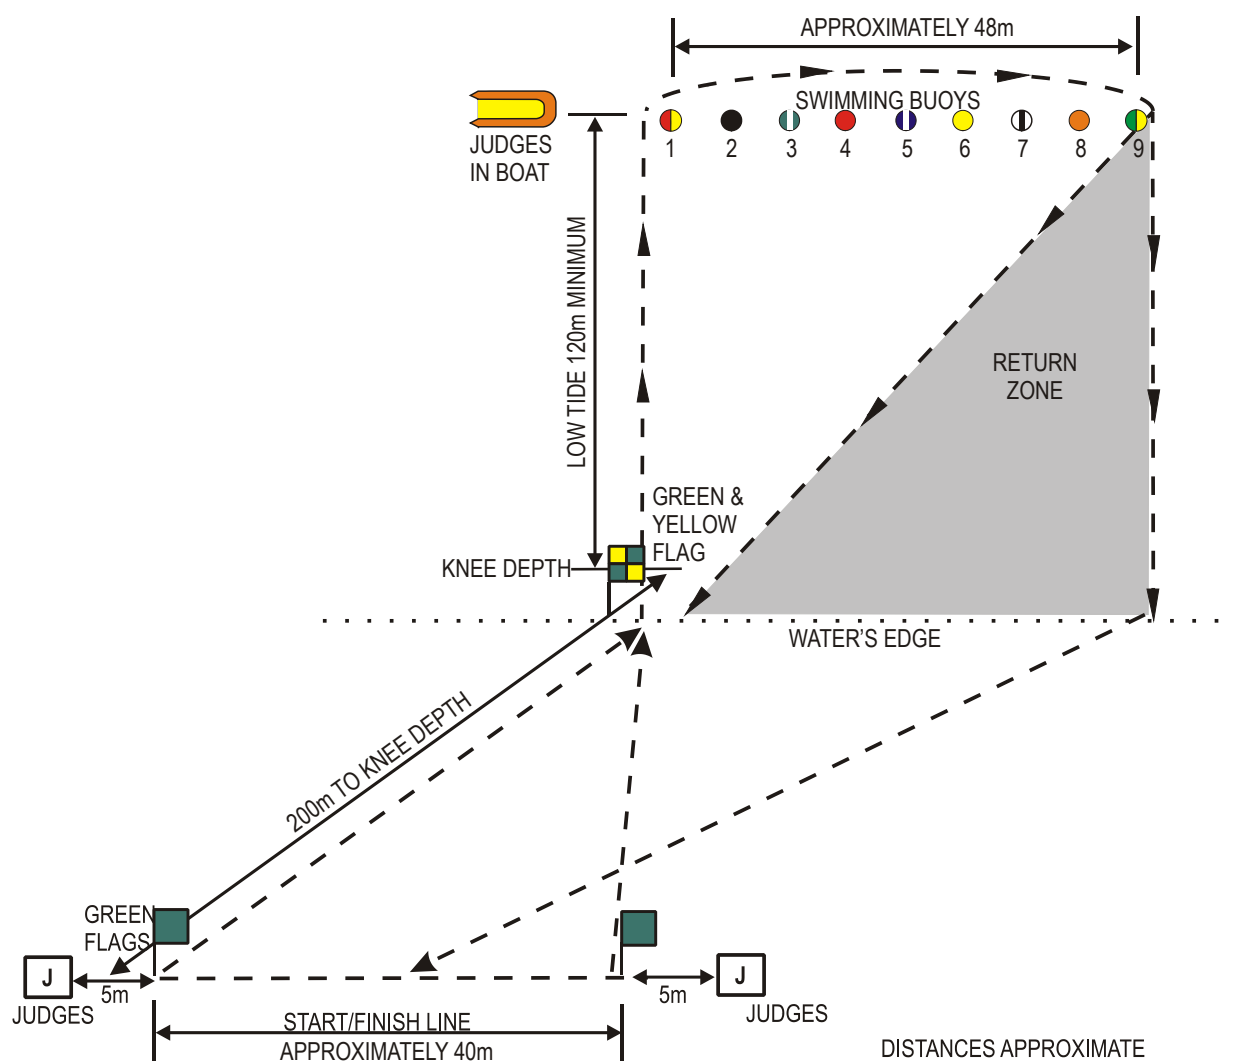 APPROXIMATELY 48m
SWIMMING BUOYS
1 2 3 4 5 6 7 8 9
JUDGES
IN BOAT
LOW TIDE 120m MINIMUM
RETURN
ZONE
GREEN &
YELLOW
FLAG
KNEE DEPTH
WATER'S EDGE
200m TO KNEE DEPTH
GREEN
FLAGS
J
5m
JUDGES
5m
J
JUDGES
START/FINISH LINE
APPROXIMATELY 40m
DISTANCES APPROXIMATE